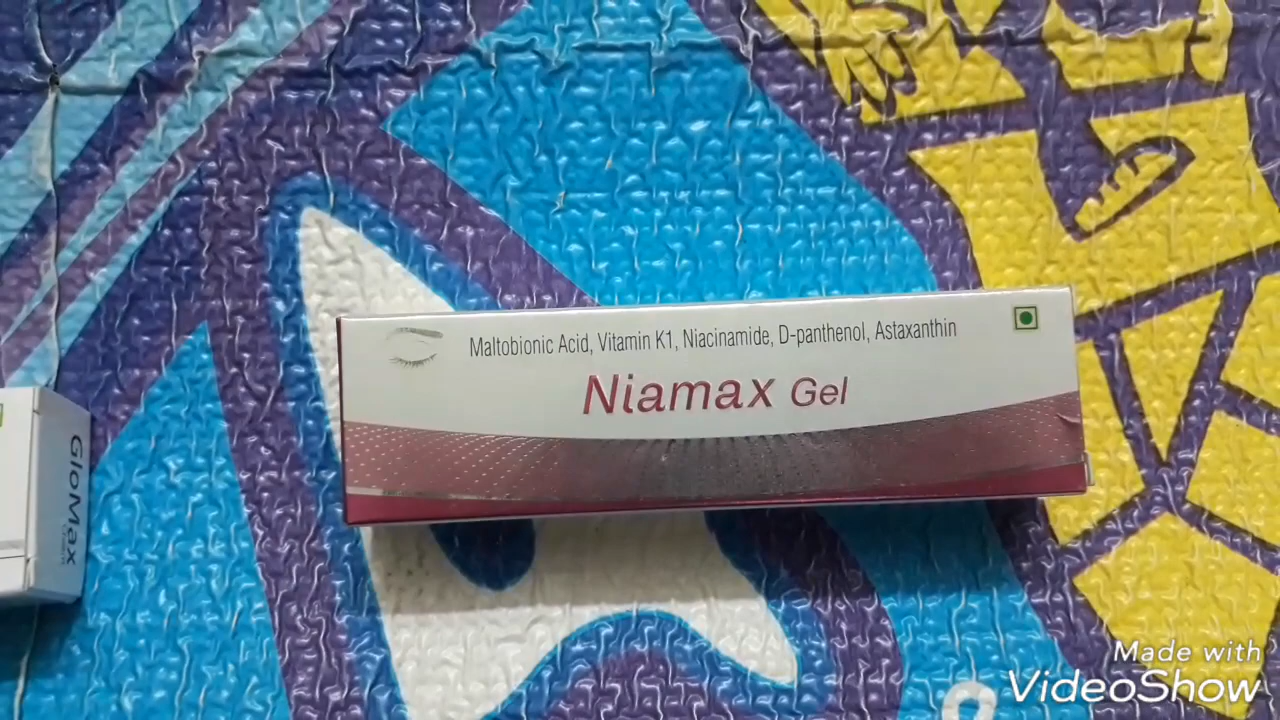 Maltobionic Acid, Vitamin K1, Niacinamide, D-panthenol, Astaxanthin
Niamax Gel
GloMax
Made with
VideoShow